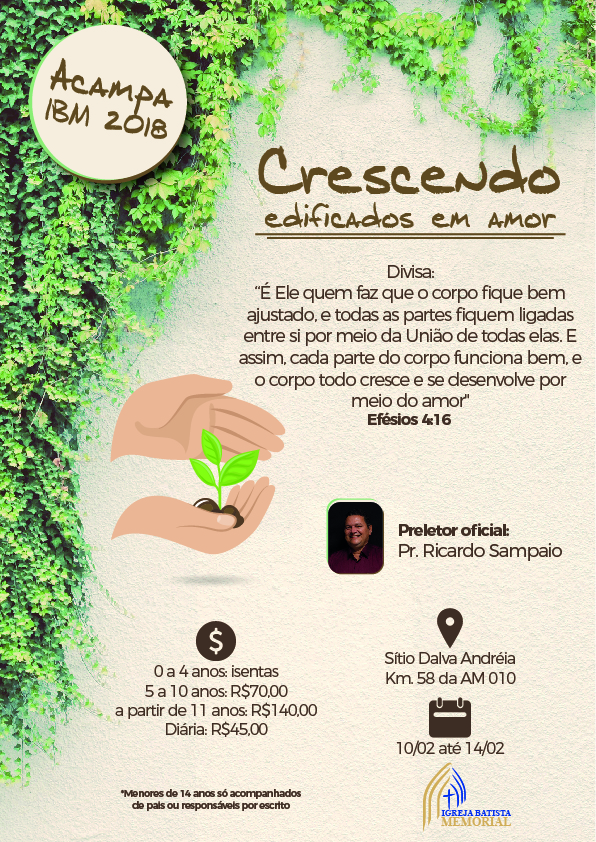 Acampa
IBM 2018
Crescendo
edificados em amor
Divisa:
“É Ele quem faz que o corpo fique bem
ajustado, e todas as partes fiquem ligadas
entre si por meio da União de todas elas. E
assim, cada parte do corpo funciona bem, e
o corpo todo cresce e se desenvolve por
meio do amor"
Efésios 4:16
Preletor oficial:
Pr. Ricardo Sampaio
$
0 a 4 anos: isentas
5 a 10 anos: R$70,00
a partir de 11 anos: R$140,00
Diária: R$45,00
Sítio Dalva Andréia
Km. 58 da AM 010
10/02 até 14/02
*Menores de 14 anos só acompanhados
de pais ou responsáveis por escrito
IGREJA BATISTA
MEMORIAL